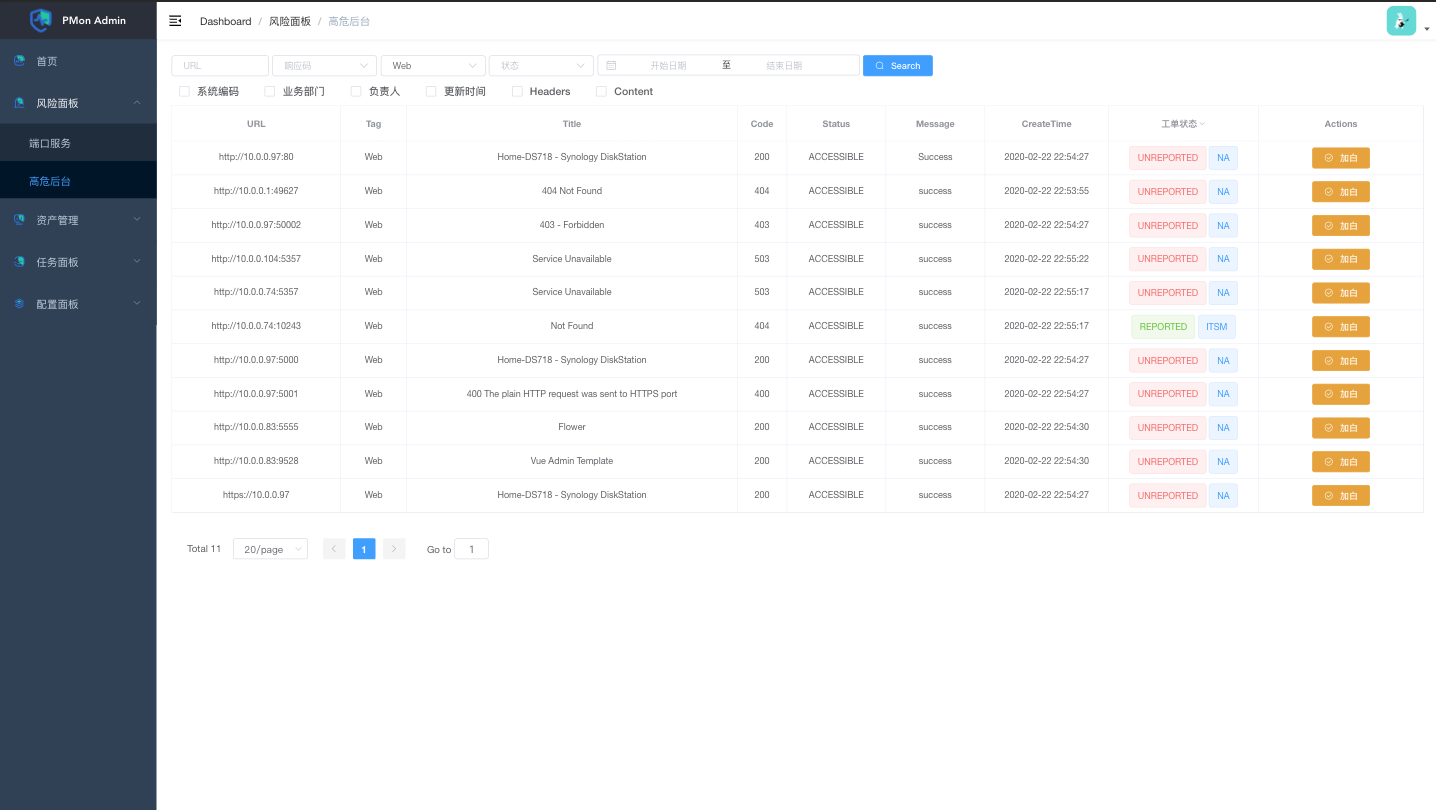 PMon Admin
Dashboard / 风险面板 / 高危后台
首页
风险面板
端口服务
高危后台
资产管理
任务面板
配置面板
URL 响应码 Web 状态 开始日期 至 结束日期 Search
系统编码 业务部门 负责人 更新时间 Headers Content
URL Tag Title Code Status Message CreateTime 工单状态 Actions
http://10.0.0.97:80 Web Home-DS718 - Synology DiskStation 200 ACCESSIBLE Success 2020-02-22 22:54:27 UNREPORTED NA 加白
http://10.0.0.1:49627 Web 404 Not Found 404 ACCESSIBLE success 2020-02-22 22:53:55 UNREPORTED NA 加白
http://10.0.0.97:50002 Web 403 - Forbidden 403 ACCESSIBLE success 2020-02-22 22:54:27 UNREPORTED NA 加白
http://10.0.0.104:5357 Web Service Unavailable 503 ACCESSIBLE success 2020-02-22 22:55:22 UNREPORTED NA 加白
http://10.0.0.74:5357 Web Service Unavailable 503 ACCESSIBLE success 2020-02-22 22:55:17 UNREPORTED NA 加白
http://10.0.0.74:10243 Web Not Found 404 ACCESSIBLE success 2020-02-22 22:55:17 REPORTED ITSM 加白
http://10.0.0.97:5000 Web Home-DS718 - Synology DiskStation 200 ACCESSIBLE success 2020-02-22 22:54:27 UNREPORTED NA 加白
http://10.0.0.97:5001 Web 400 The plain HTTP request was sent to HTTPS port 400 ACCESSIBLE success 2020-02-22 22:54:27 UNREPORTED NA 加白
http://10.0.0.83:5555 Web Flower 200 ACCESSIBLE success 2020-02-22 22:54:30 UNREPORTED NA 加白
http://10.0.0.83:9528 Web Vue Admin Template 200 ACCESSIBLE success 2020-02-22 22:54:30 UNREPORTED NA 加白
https://10.0.0.97 Web Home-DS718 - Synology DiskStation 200 ACCESSIBLE success 2020-02-22 22:54:27 UNREPORTED NA 加白
Total 11 20/page 1 Go to 1